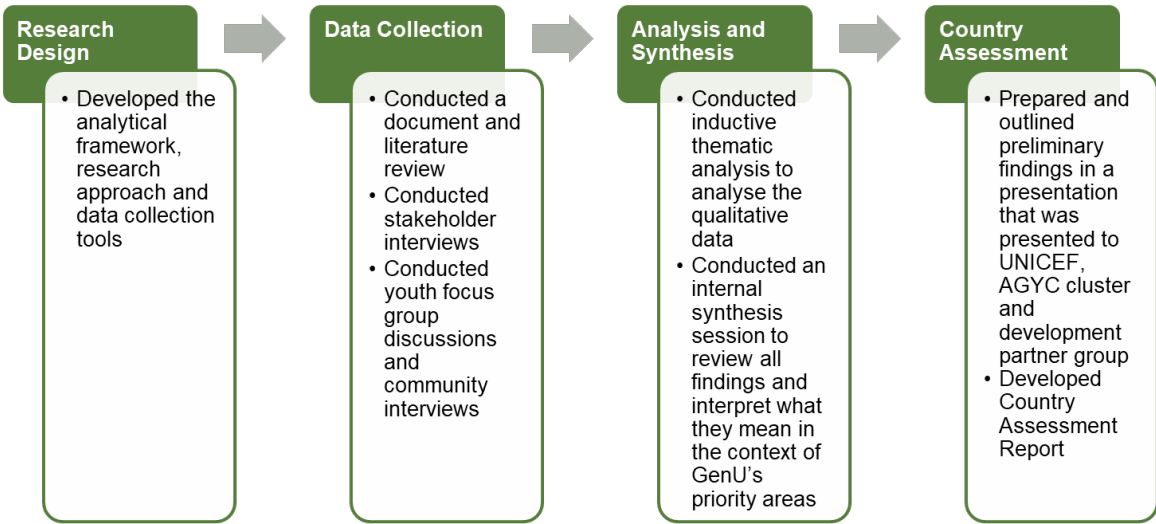 Research
Design
• Developed the
analytical
framework,
research
approach and
data collection
tools
Data Collection
• Conducted a
document and
literature
review
• Conducted
stakeholder
interviews
• Conducted
youth focus
group
discussions
and
community
interviews
Analysis and
Synthesis
• Conducted
inductive
thematic
analysis to
analyse the
qualitative
data
• Conducted an
internal
synthesis
session to
review all
findings and
interpret what
they mean in
the context of
GenU’s
priority areas
Country
Assessment
• Prepared and
outlined
preliminary
findings in a
presentation
that was
presented to
UNICEF,
AGYC cluster
and
development
partner group
• Developed
Country
Assessment
Report